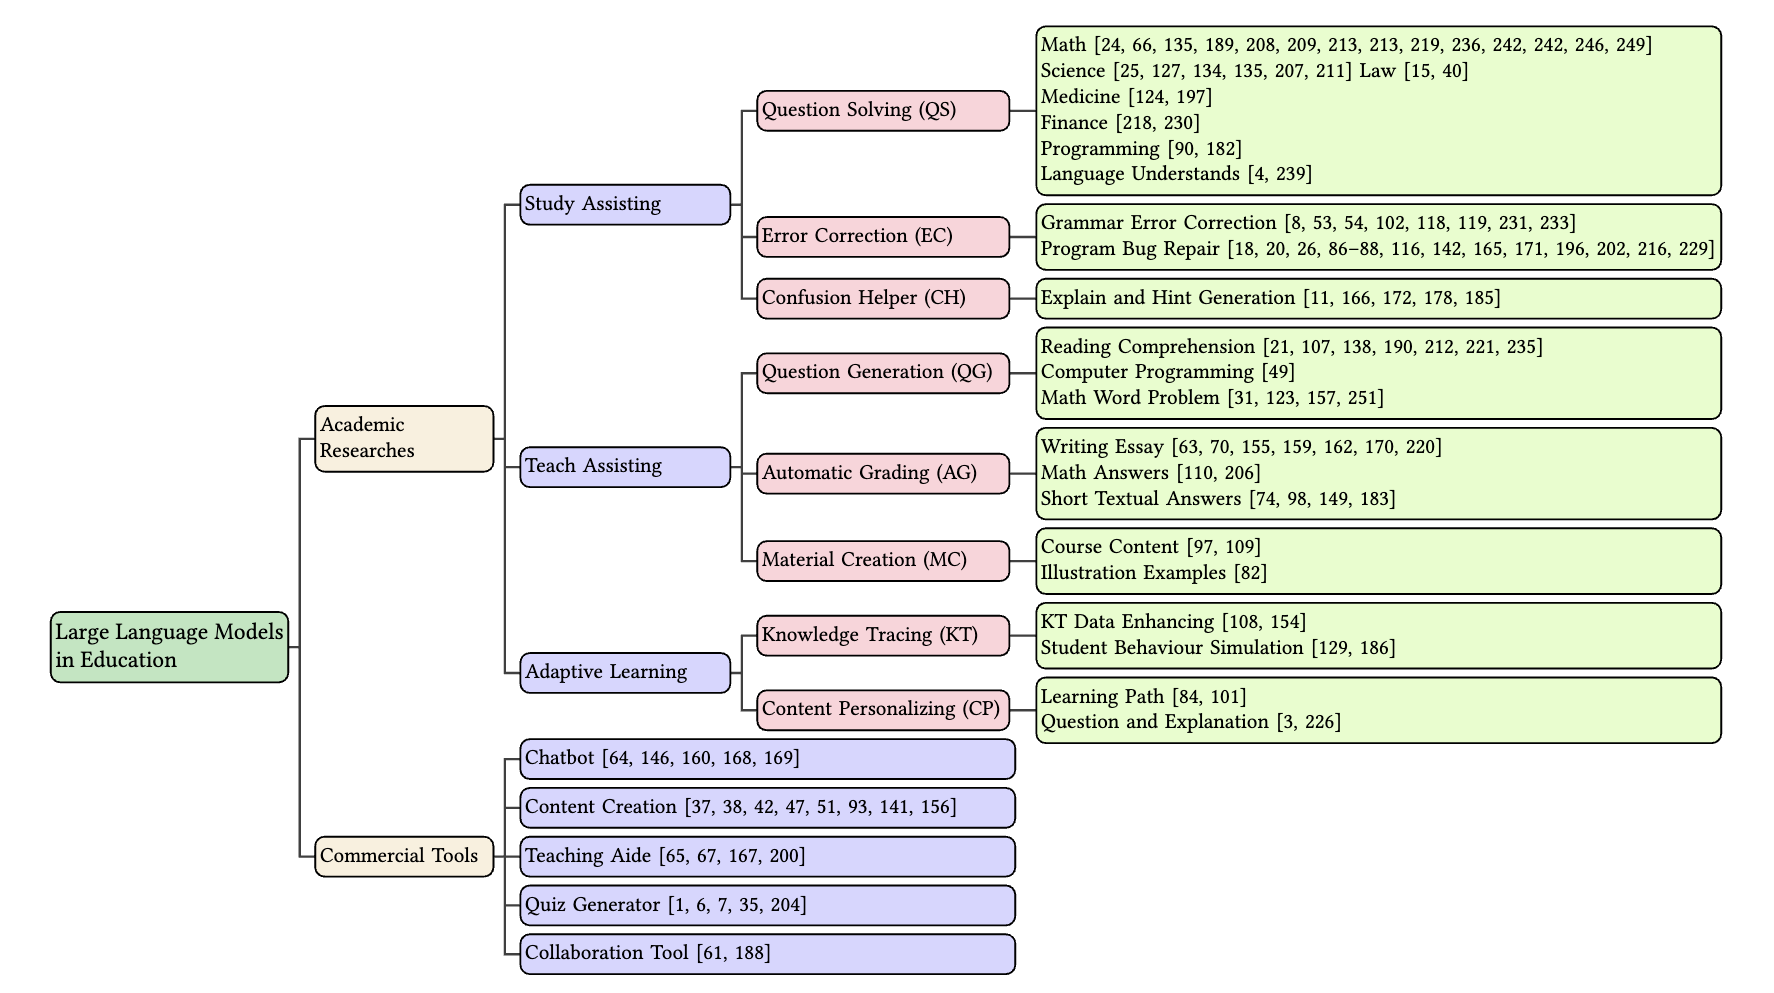 Large Language Models
in Education
Academic
Researches
Study Assisting
Question Solving (QS)
Math [24, 66, 135, 189, 208, 209, 213, 213, 219, 236, 242, 242, 246, 249]
Science [25, 127, 134, 135, 207, 211] Law [15, 40]
Medicine [124, 197]
Finance [218, 230]
Programming [90, 182]
Language Understands [4, 239]
Error Correction (EC)
Grammar Error Correction [8, 53, 54, 102, 118, 119, 231, 233]
Program Bug Repair [18, 20, 26, 86–88, 116, 142, 165, 171, 196, 202, 216, 229]
Confusion Helper (CH)
Explain and Hint Generation [11, 166, 172, 178, 185]
Teach Assisting
Question Generation (QG)
Reading Comprehension [21, 107, 138, 190, 212, 221, 235]
Computer Programming [49]
Math Word Problem [31, 123, 157, 251]
Automatic Grading (AG)
Writing Essay [63, 70, 155, 159, 162, 170, 220]
Math Answers [110, 206]
Short Textual Answers [74, 98, 149, 183]
Material Creation (MC)
Course Content [97, 109]
Illustration Examples [82]
Adaptive Learning
Knowledge Tracing (KT)
KT Data Enhancing [108, 154]
Student Behaviour Simulation [129, 186]
Content Personalizing (CP)
Learning Path [84, 101]
Question and Explanation [3, 226]
Commercial Tools
Chatbot [64, 146, 160, 168, 169]
Content Creation [37, 38, 42, 47, 51, 93, 141, 156]
Teaching Aide [65, 67, 167, 200]
Quiz Generator [1, 6, 7, 35, 204]
Collaboration Tool [61, 188]